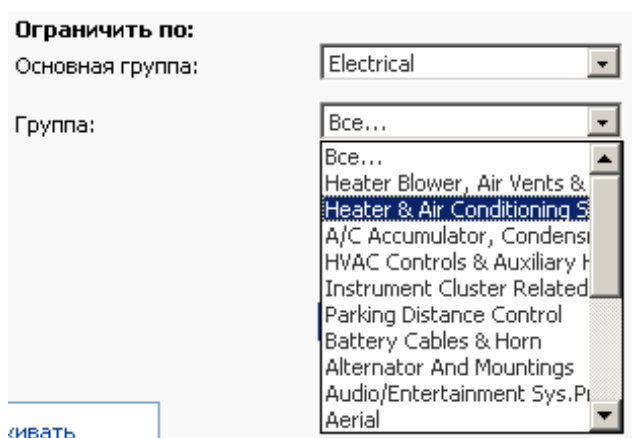 Ограничить по:
Основная группа: Electrical
Группа: Все...
Все...
Heater Blower, Air Vents &
Heater & Air Conditioning S
A/C Accumulator, Condens
HVAC Controls & Auxiliary H
Instrument Cluster Related
Parking Distance Control
Battery Cables & Horn
Alternator And Mountings
Audio/Entertainment Sys.P
Aerial
живать